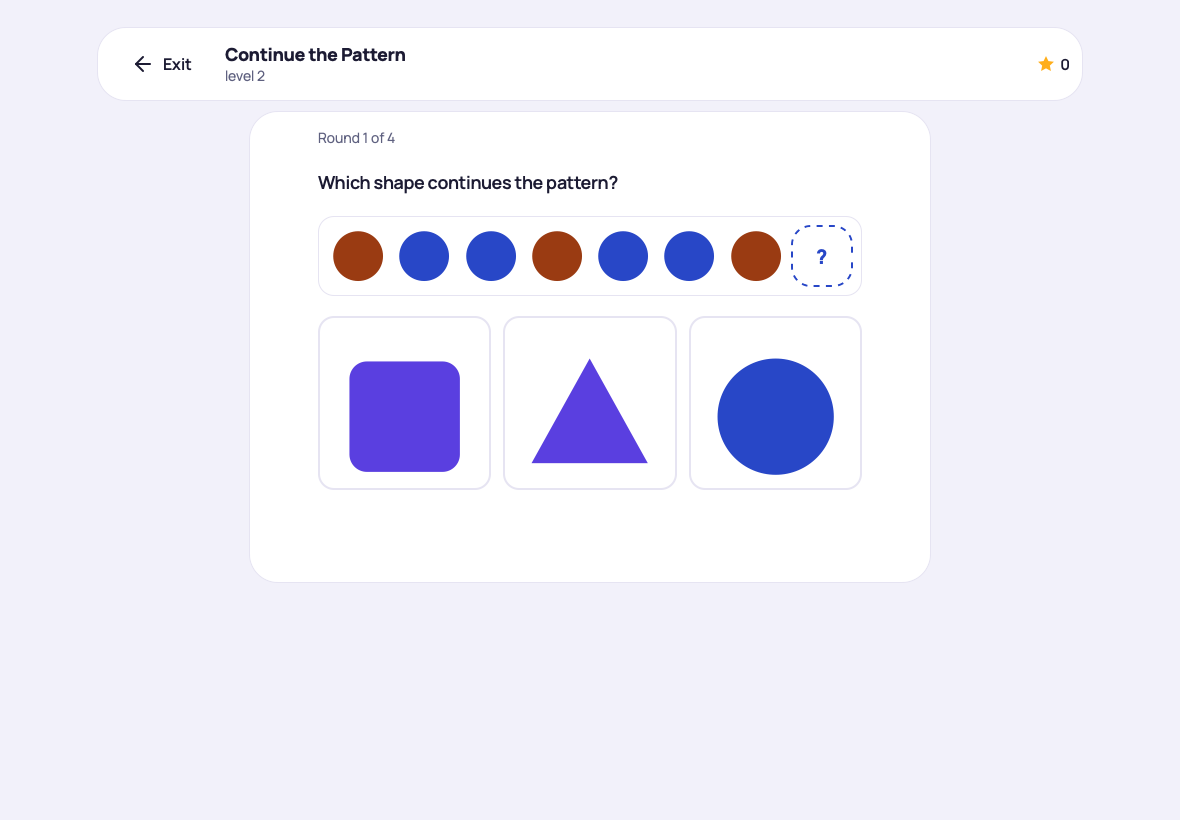 Exit
Continue the Pattern
level 2
0
Round 1 of 4
Which shape continues the pattern?
?